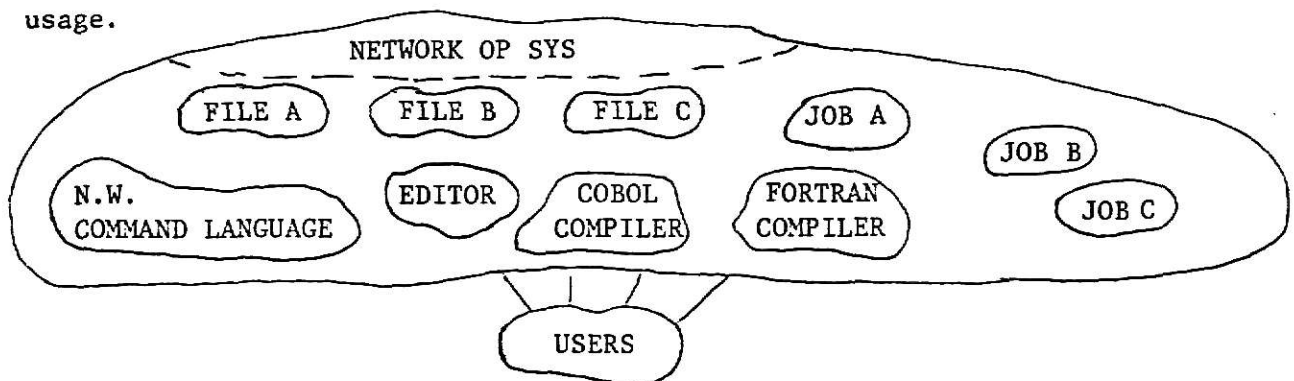 usage.
NETWORK OP SYS
FILE A
FILE B
FILE C
JOB A
JOB B
N.W.
COMMAND LANGUAGE
EDITOR
COBOL
COMPILER
FORTRAN
COMPILER
JOB C
USERS